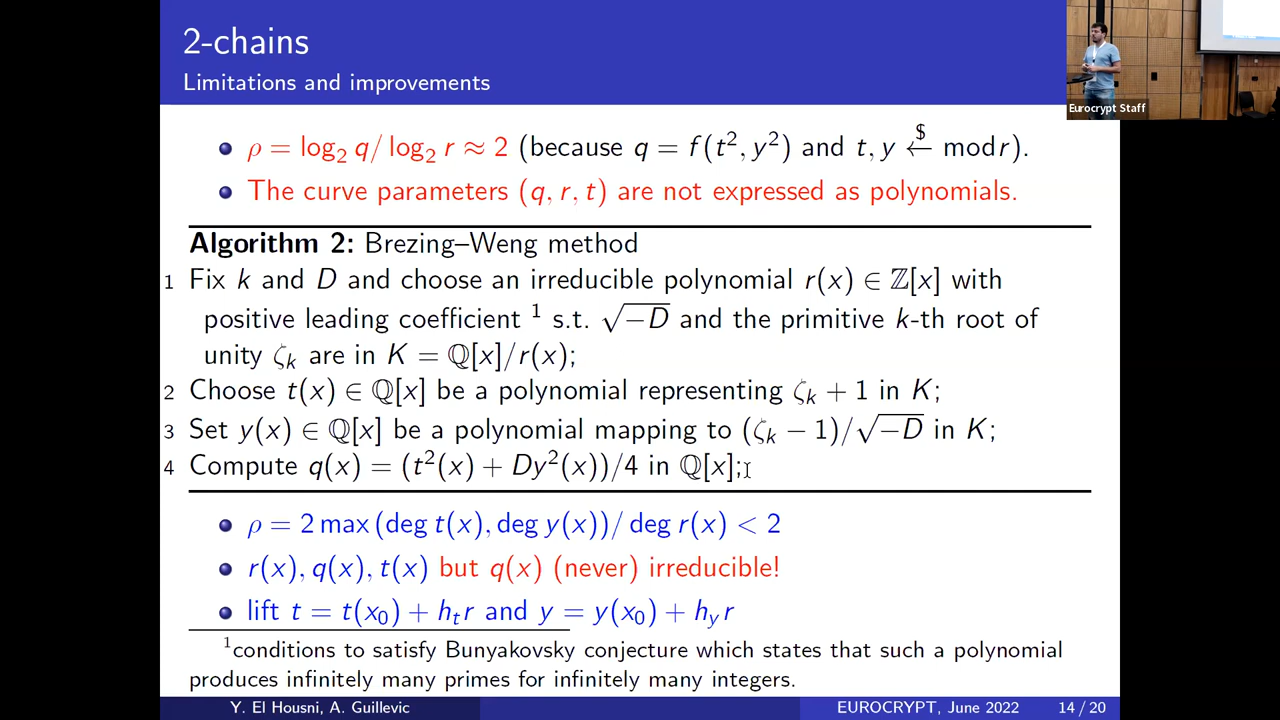 2-chains
Limitations and improvements
Eurocrypt Staff
ρ = log₂ q/ log₂ r ≈ 2 (because q = f(t², y²) and t, y ←$ mod r).
The curve parameters (q, r, t) are not expressed as polynomials.
Algorithm 2: Brezing–Weng method
1 Fix k and D and choose an irreducible polynomial r(x) ∈ ℤ[x] with
positive leading coefficient ¹ s.t. √−D and the primitive k-th root of
unity ζₖ are in K = ℚ[x]/r(x);
2 Choose t(x) ∈ ℚ[x] be a polynomial representing ζₖ + 1 in K;
3 Set y(x) ∈ ℚ[x] be a polynomial mapping to (ζₖ − 1)/√−D in K;
4 Compute q(x) = (t²(x) + Dy²(x))/4 in ℚ[x];
ρ = 2 max (deg t(x), deg y(x))/ deg r(x) < 2
r(x), q(x), t(x) but q(x) (never) irreducible!
lift t = t(x₀) + hₜr and y = y(x₀) + h_y r
¹conditions to satisfy Bunyakovsky conjecture which states that such a polynomial
produces infinitely many primes for infinitely many integers.
Y. El Housni, A. Guillevic EUROCRYPT, June 2022 14 / 20